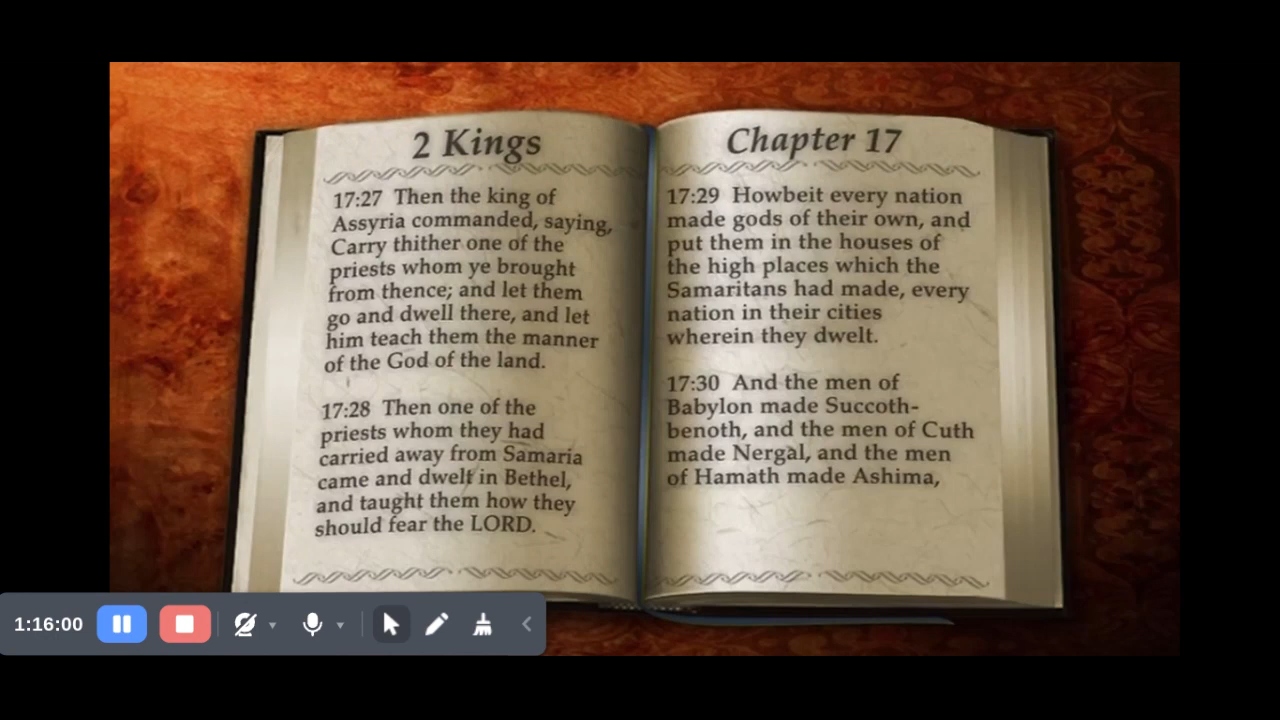 2 Kings
17:27 Then the king of
Assyria commanded, saying,
Carry thither one of the
priests whom ye brought
from thence; and let them
go and dwell there, and let
him teach them the manner
of the God of the land.
17:28 Then one of the
priests whom they had
carried away from Samaria
came and dwelt in Bethel,
and taught them how they
should fear the LORD.
Chapter 17
17:29 Howbeit every nation
made gods of their own, and
put them in the houses of
the high places which the
Samaritans had made, every
nation in their cities
wherein they dwelt.
17:30 And the men of
Babylon made Succoth-
benoth, and the men of Cuth
made Nergal, and the men
of Hamath made Ashima,
1:16:00